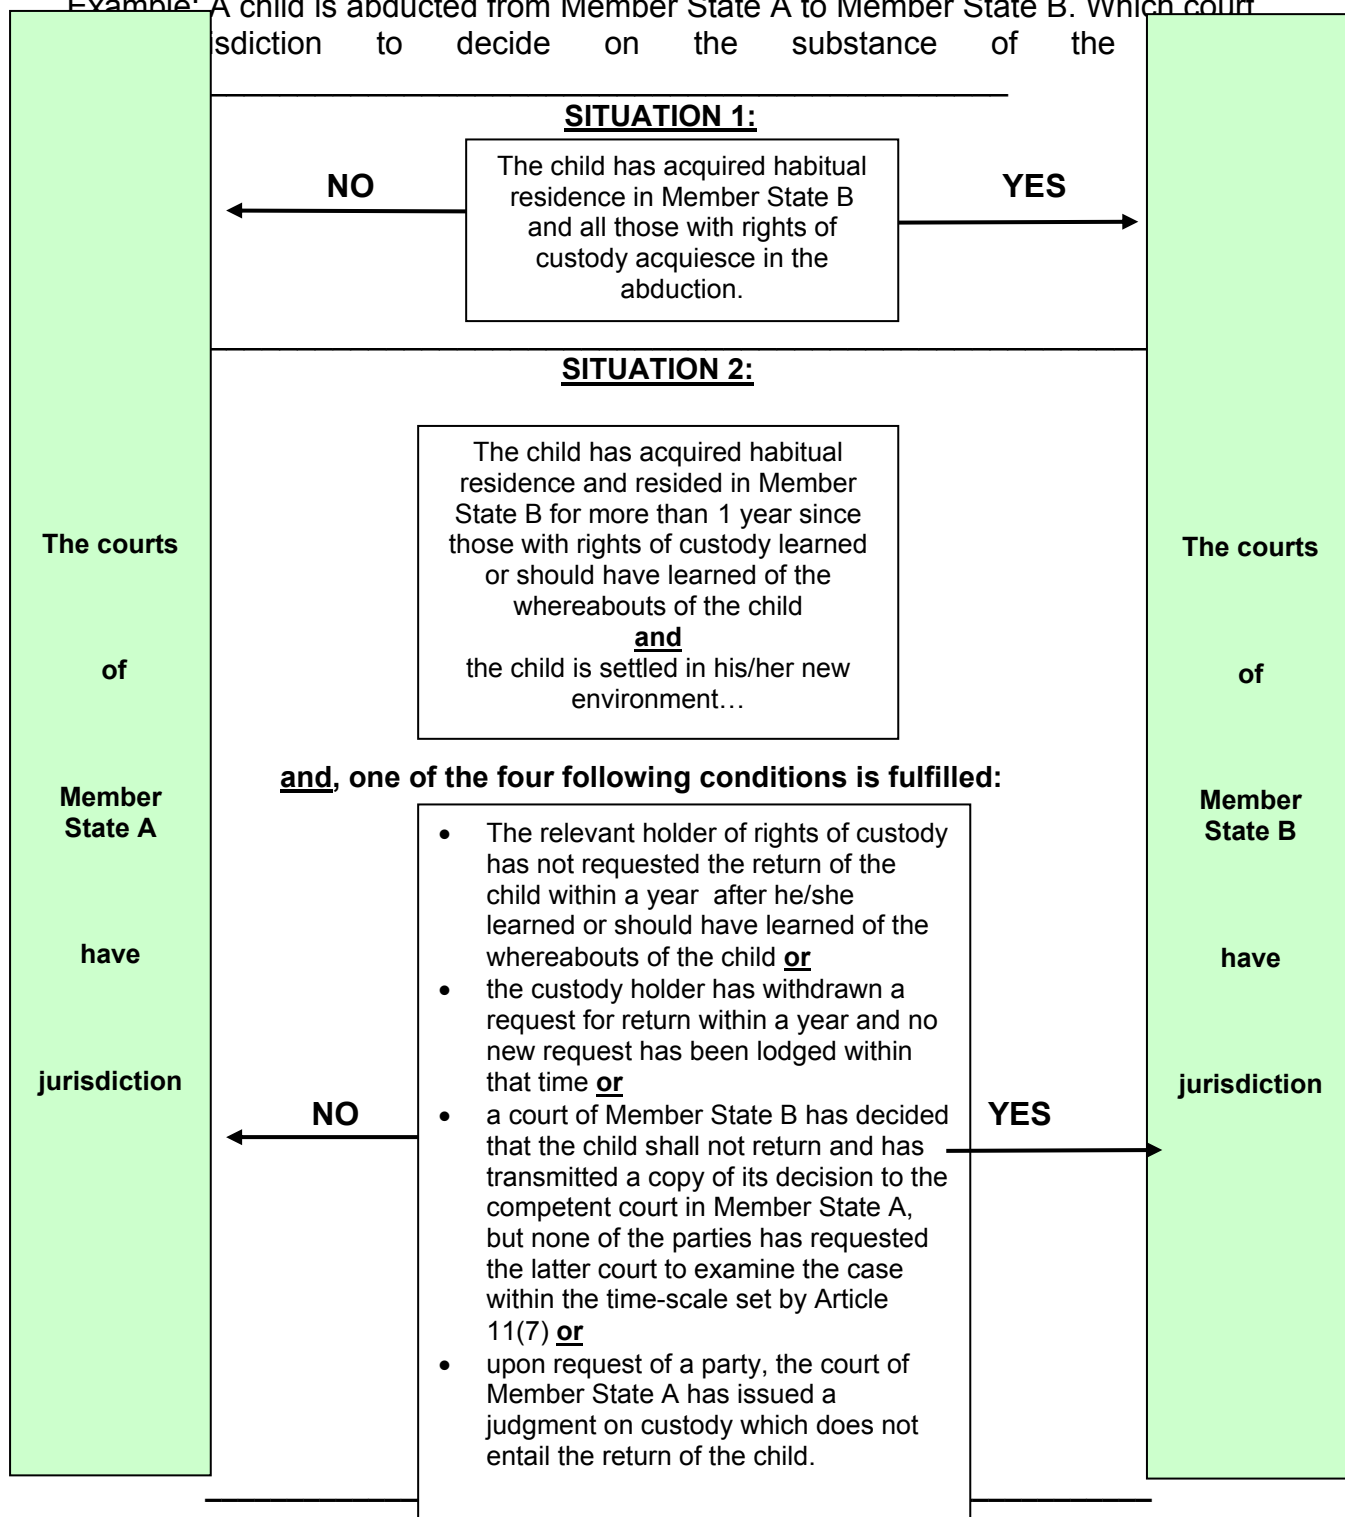 Example: A child is abducted from Member State A to Member State B. Which court
isdiction to decide on the substance of the
SITUATION 1:
NO
The child has acquired habitual
residence in Member State B
and all those with rights of
custody acquiesce in the
abduction.
YES
SITUATION 2:
The child has acquired habitual
residence and resided in Member
State B for more than 1 year since
those with rights of custody learned
or should have learned of the
whereabouts of the child
and
the child is settled in his/her new
environment…
and, one of the four following conditions is fulfilled:
• The relevant holder of rights of custody
has not requested the return of the
child within a year after he/she
learned or should have learned of the
whereabouts of the child or
• the custody holder has withdrawn a
request for return within a year and no
new request has been lodged within
that time or
• a court of Member State B has decided
that the child shall not return and has
transmitted a copy of its decision to the
competent court in Member State A,
but none of the parties has requested
the latter court to examine the case
within the time-scale set by Article
11(7) or
• upon request of a party, the court of
Member State A has issued a
judgment on custody which does not
entail the return of the child.
NO
YES
The courts
of
Member
State A
have
jurisdiction
The courts
of
Member
State B
have
jurisdiction